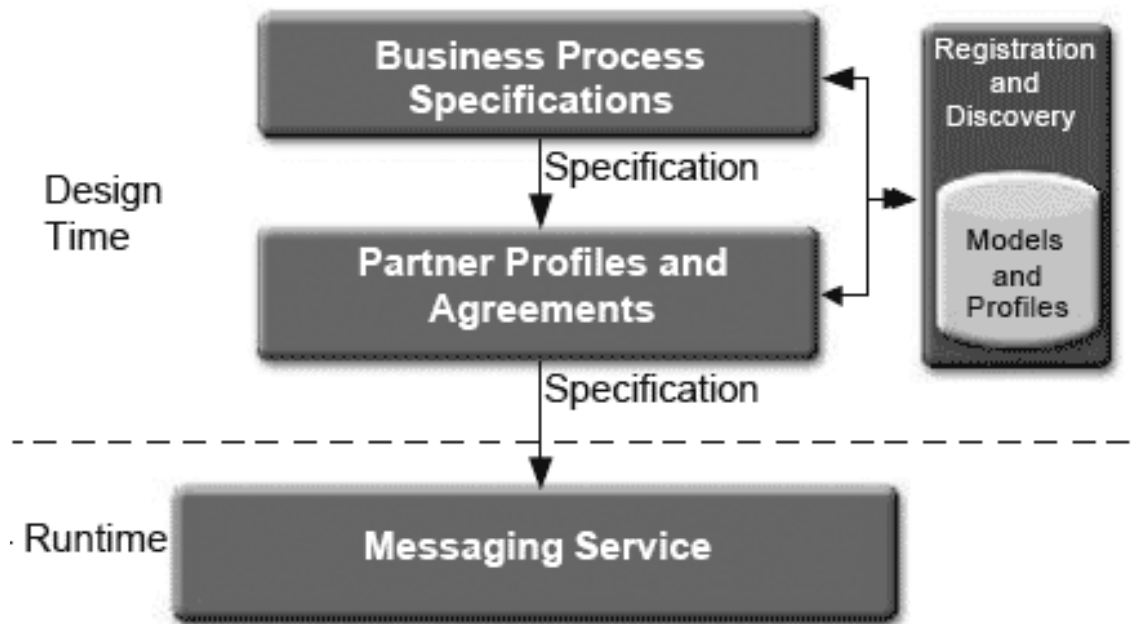 Business Process
Specifications
Registration
and
Discovery
Specification
Design
Time
Models
and
Profiles
Partner Profiles and
Agreements
Specification
. Runtime
Messaging Service